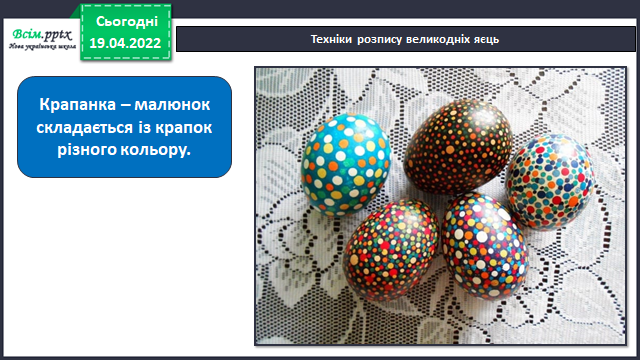 Всім.pptx
Нова українська школа
Сьогодні
19.04.2022
Техніки розпису великодніх яєць
Крапанка – малюнок
складається із крапок
різного кольору.